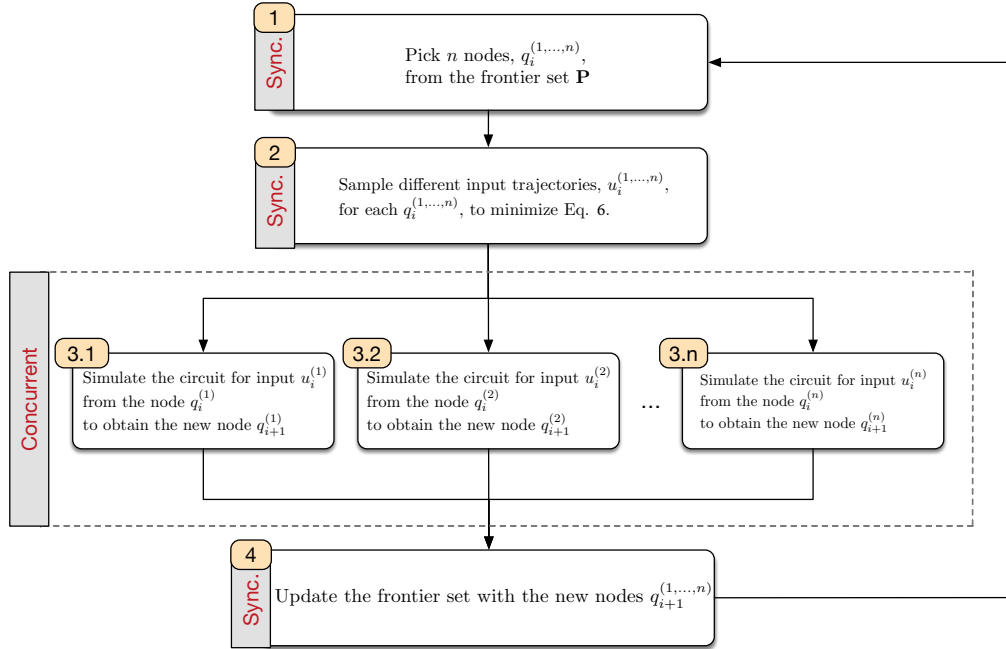 1
Sync.
Pick n nodes, q_i^{(1,...,n)},
from the frontier set P
2
Sync.
Sample different input trajectories, u_i^{(1,...,n)},
for each q_i^{(1,...,n)}, to minimize Eq. 6.
Concurrent
3.1
Simulate the circuit for input u_i^{(1)}
from the node q_i^{(1)}
to obtain the new node q_{i+1}^{(1)}
3.2
Simulate the circuit for input u_i^{(2)}
from the node q_i^{(2)}
to obtain the new node q_{i+1}^{(2)}
...
3.n
Simulate the circuit for input u_i^{(n)}
from the node q_i^{(n)}
to obtain the new node q_{i+1}^{(n)}
4
Sync.
Update the frontier set with the new nodes q_{i+1}^{(1,...,n)}